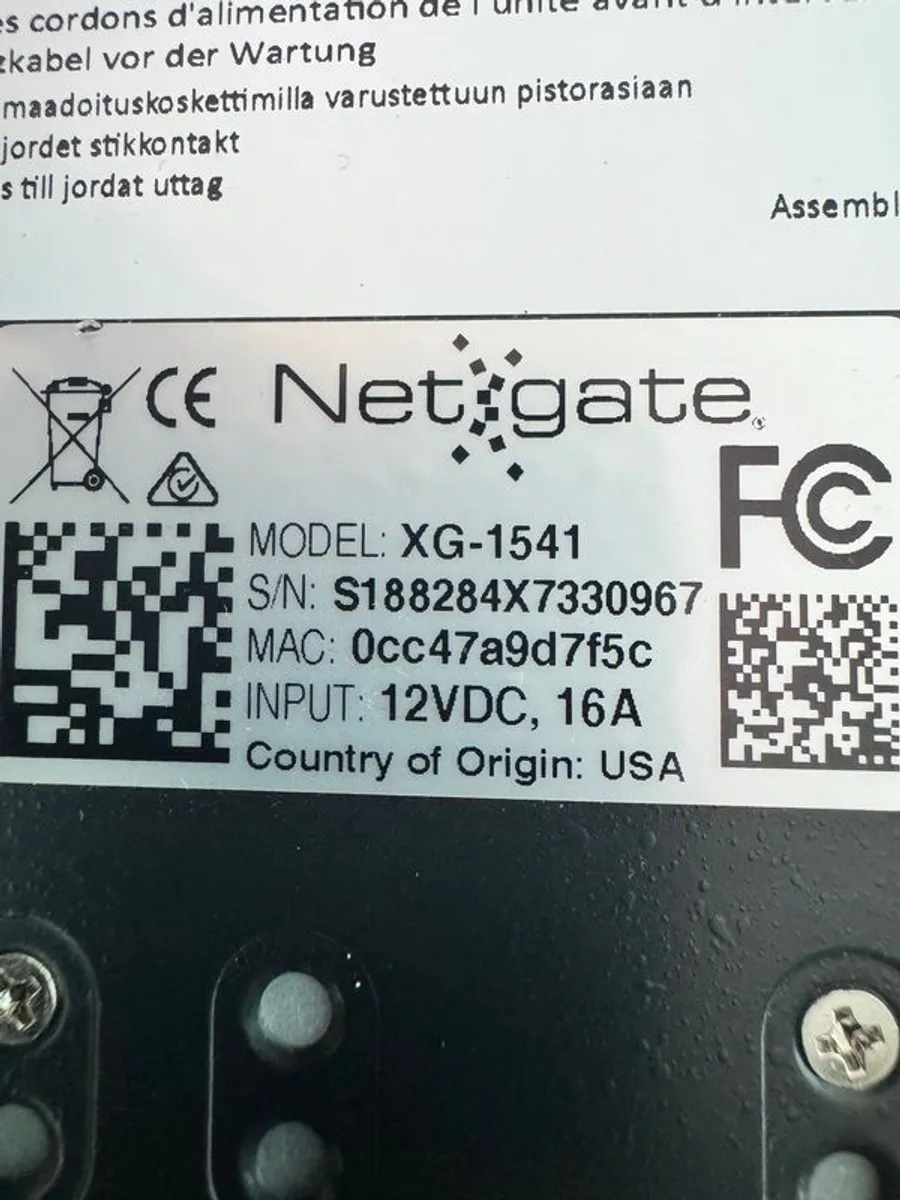 cordons d'alimentation de l'unité avant
kabel vor der Wartung
maadoituskoskettimilla varustettuun pistorasiaan
jordet stikkontakt
s till jordat uttag
Assembl
CE Netgate
FC
MODEL: XG-1541
S/N: S188284X7330967
MAC: 0cc47a9d7f5c
INPUT: 12VDC, 16A
Country of Origin: USA